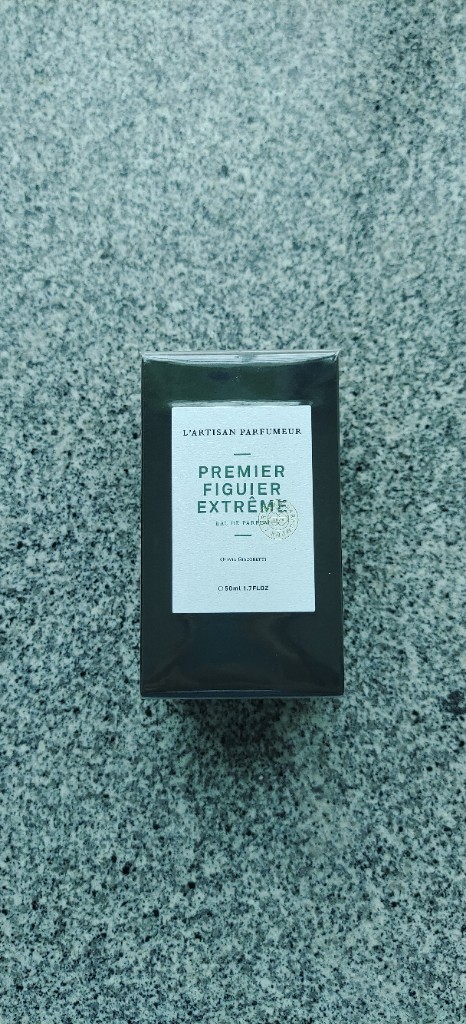 L'ARTISAN PARFUMEUR
PREMIER
FIGUIER
EXTRÊME
EAU DE PARFUM
50ml 1.7FLOZ